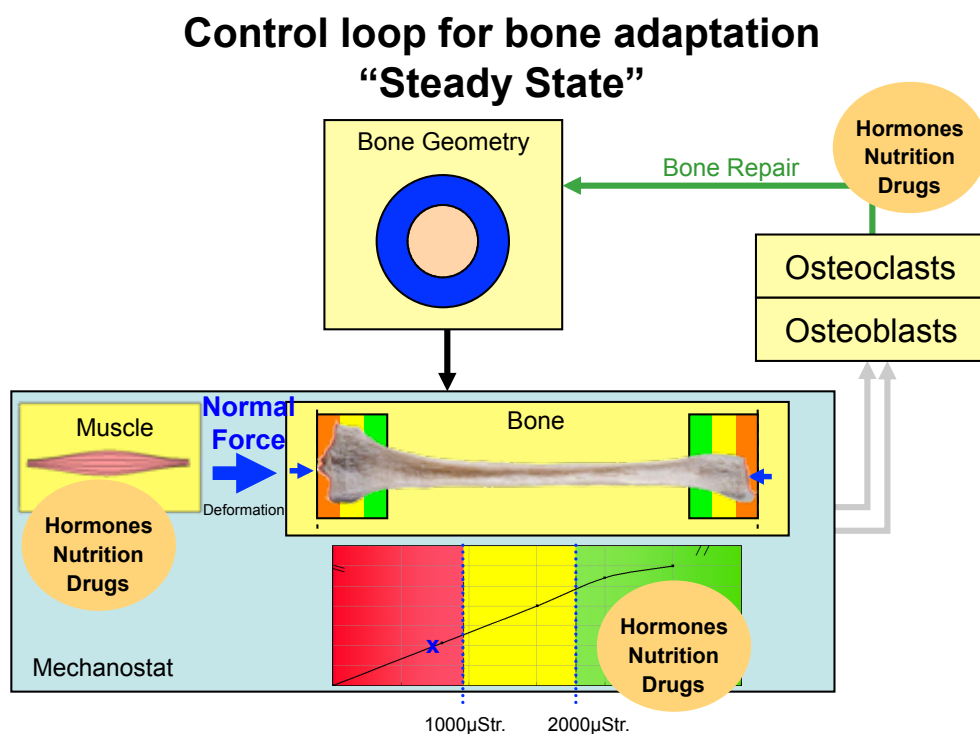 Control loop for bone adaptation
“Steady State”
Bone Geometry
Bone Repair
Hormones
Nutrition
Drugs
Osteoclasts
Osteoblasts
Muscle
Normal
Force
Deformation
Bone
Hormones
Nutrition
Drugs
x
Hormones
Nutrition
Drugs
Mechanostat
1000µStr.
2000µStr.